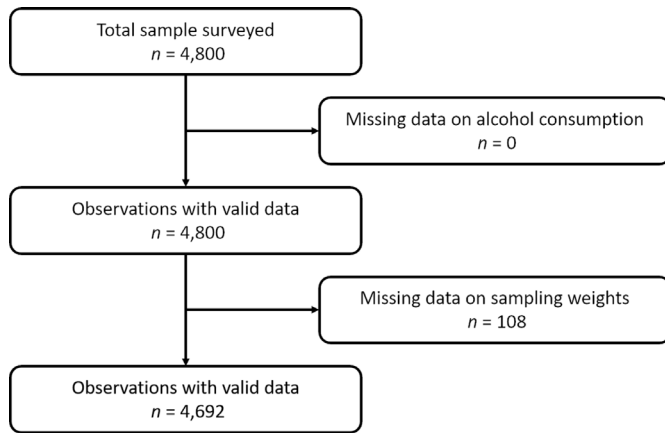 Total sample surveyed
n = 4,800
Missing data on alcohol consumption
n = 0
Observations with valid data
n = 4,800
Missing data on sampling weights
n = 108
Observations with valid data
n = 4,692